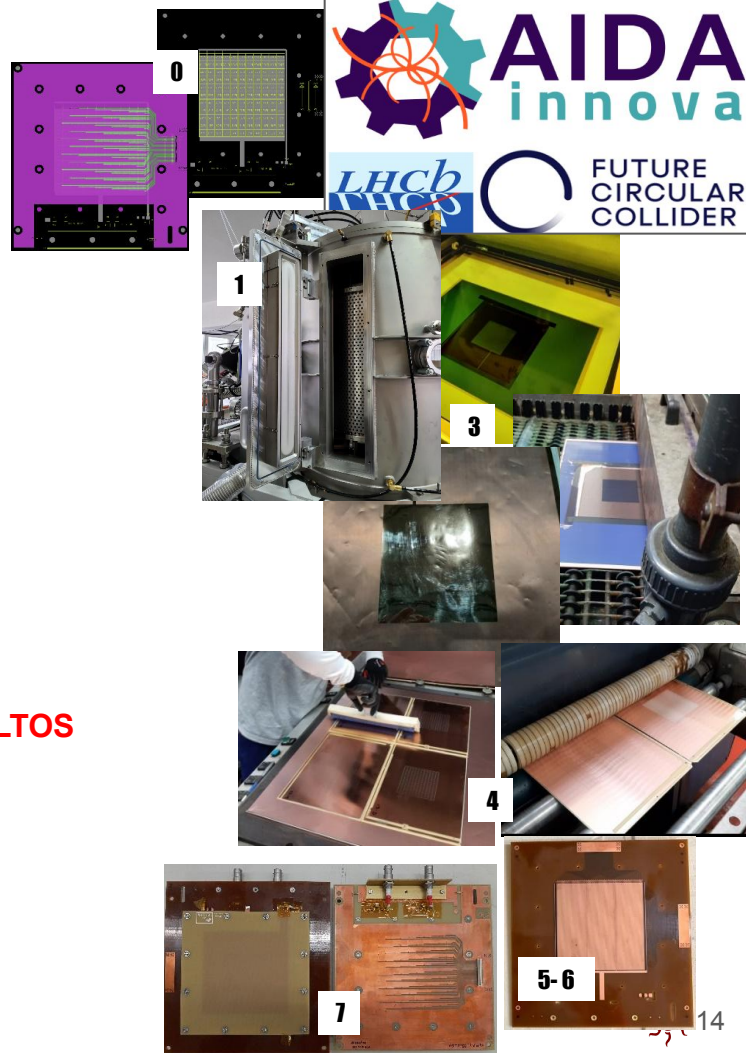 0
AIDA
innova
LHCb
FUTURE
CIRCULAR
COLLIDER
1
3
LTOS
4
5-6
7
14